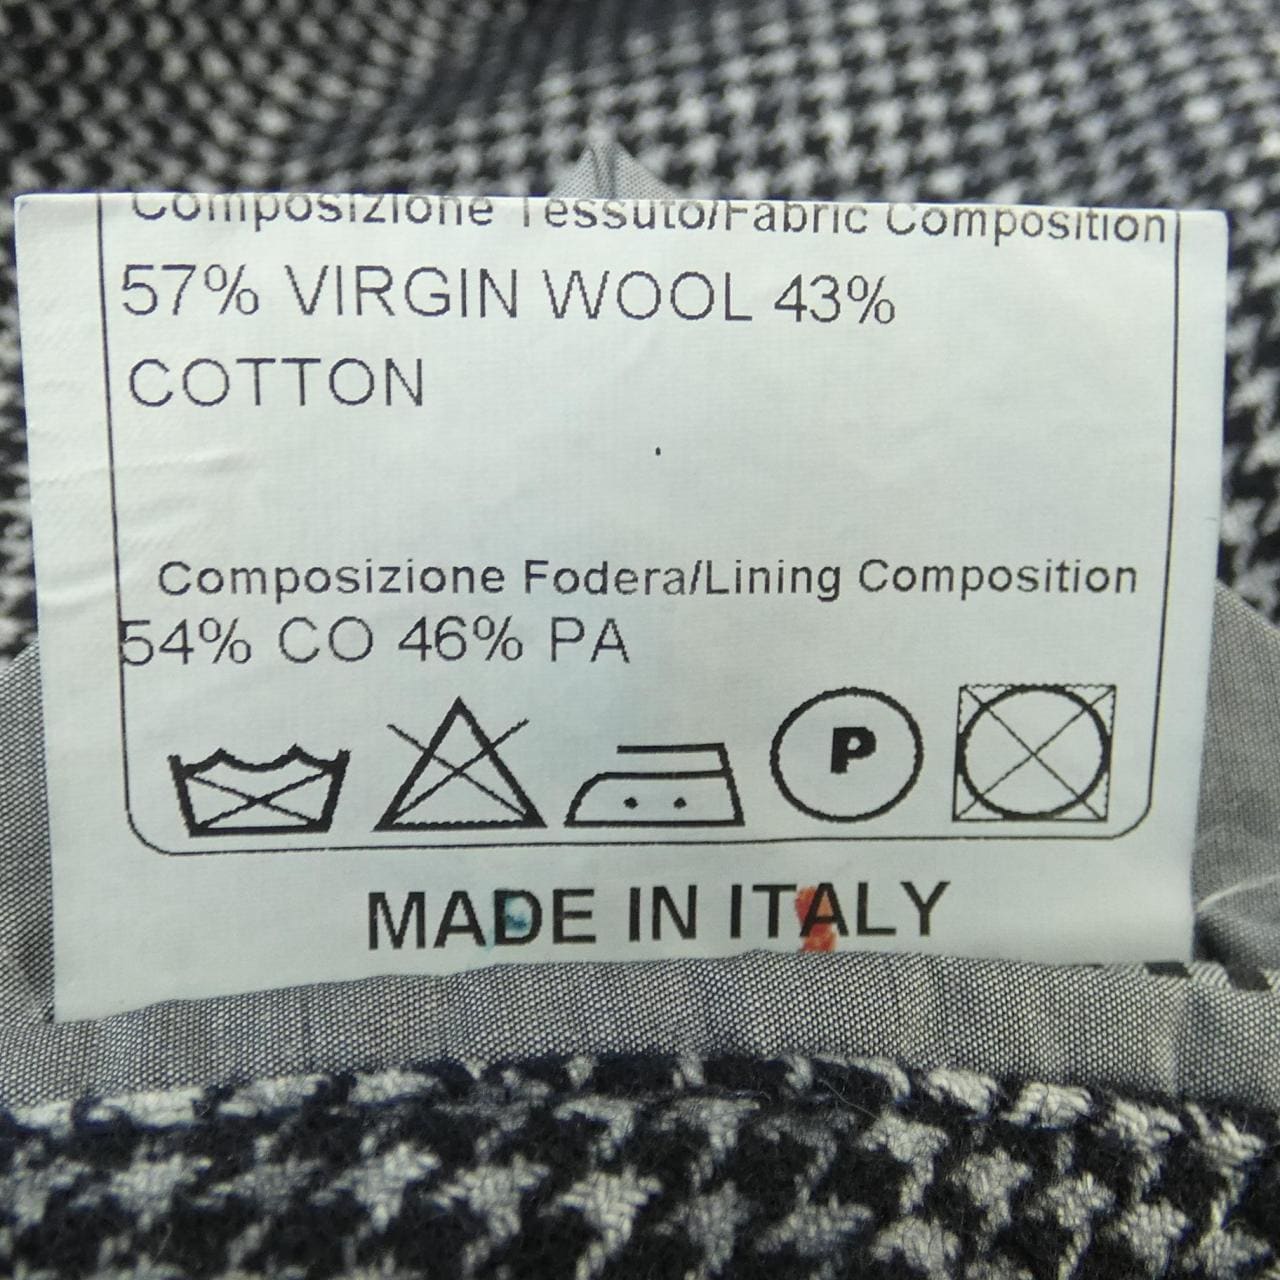 Composizione Tessuto/Fabric Composition
57% VIRGIN WOOL 43%
COTTON
Composizione Fodera/Lining Composition
54% CO 46% PA
P
MADE IN ITALY